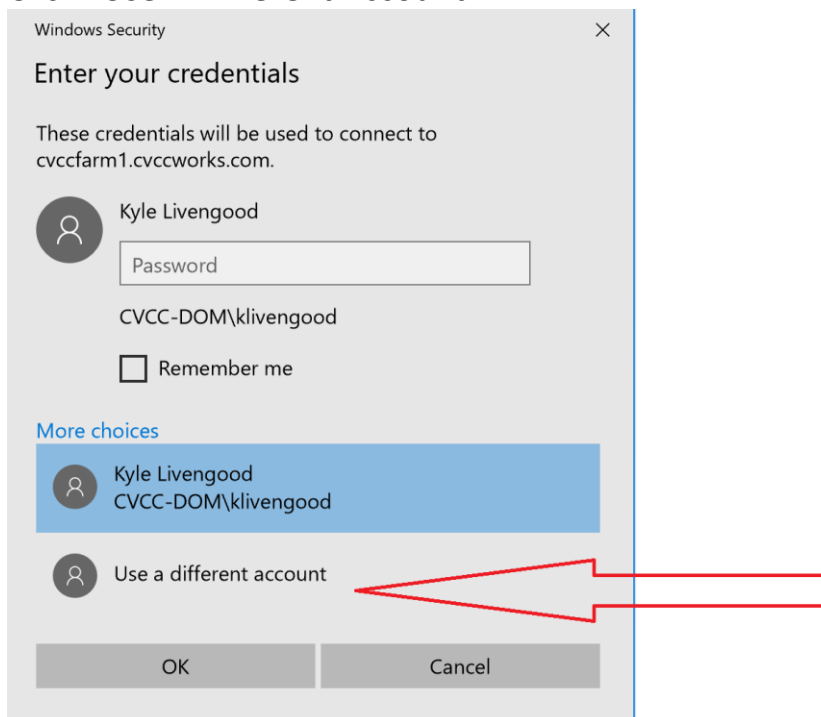 Windows Security
Enter your credentials
These credentials will be used to connect to
cvccfarm1.cvccworks.com.
Kyle Livengood
Password
CVCC-DOM\klivengood
Remember me
More choices
Kyle Livengood
CVCC-DOM\klivengood
Use a different account
OK
Cancel